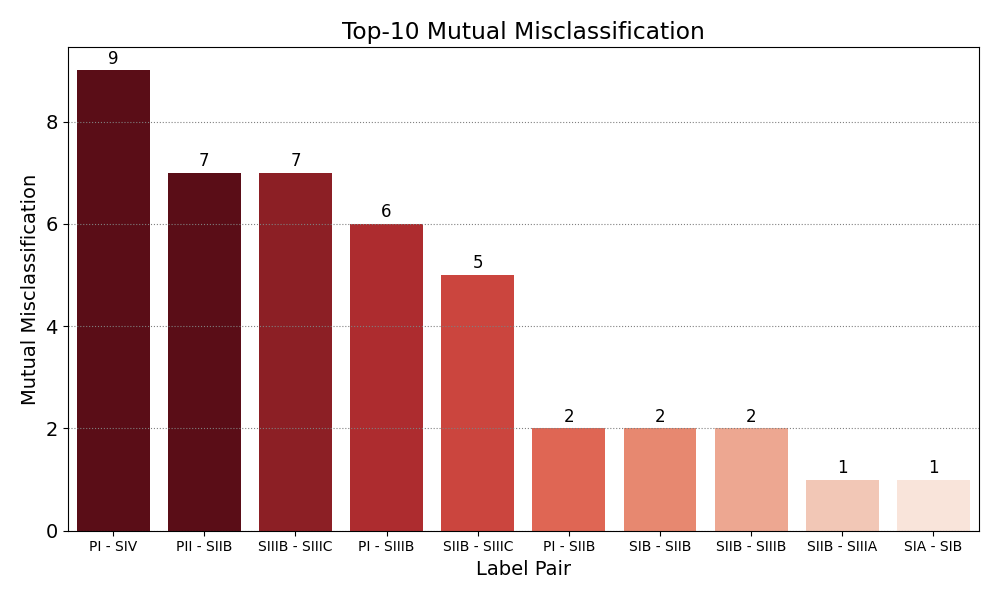 Top-10 Mutual Misclassification
Mutual Misclassification
8
6
4
2
0
9
7
7
6
5
2
2
2
1
1
PI - SIV
PII - SIIB
SIIIB - SIIIC
PI - SIIIB
SIIB - SIIIC
PI - SIIB
SIB - SIIB
SIIB - SIIIB
SIIB - SIIIA
SIA - SIB
Label Pair